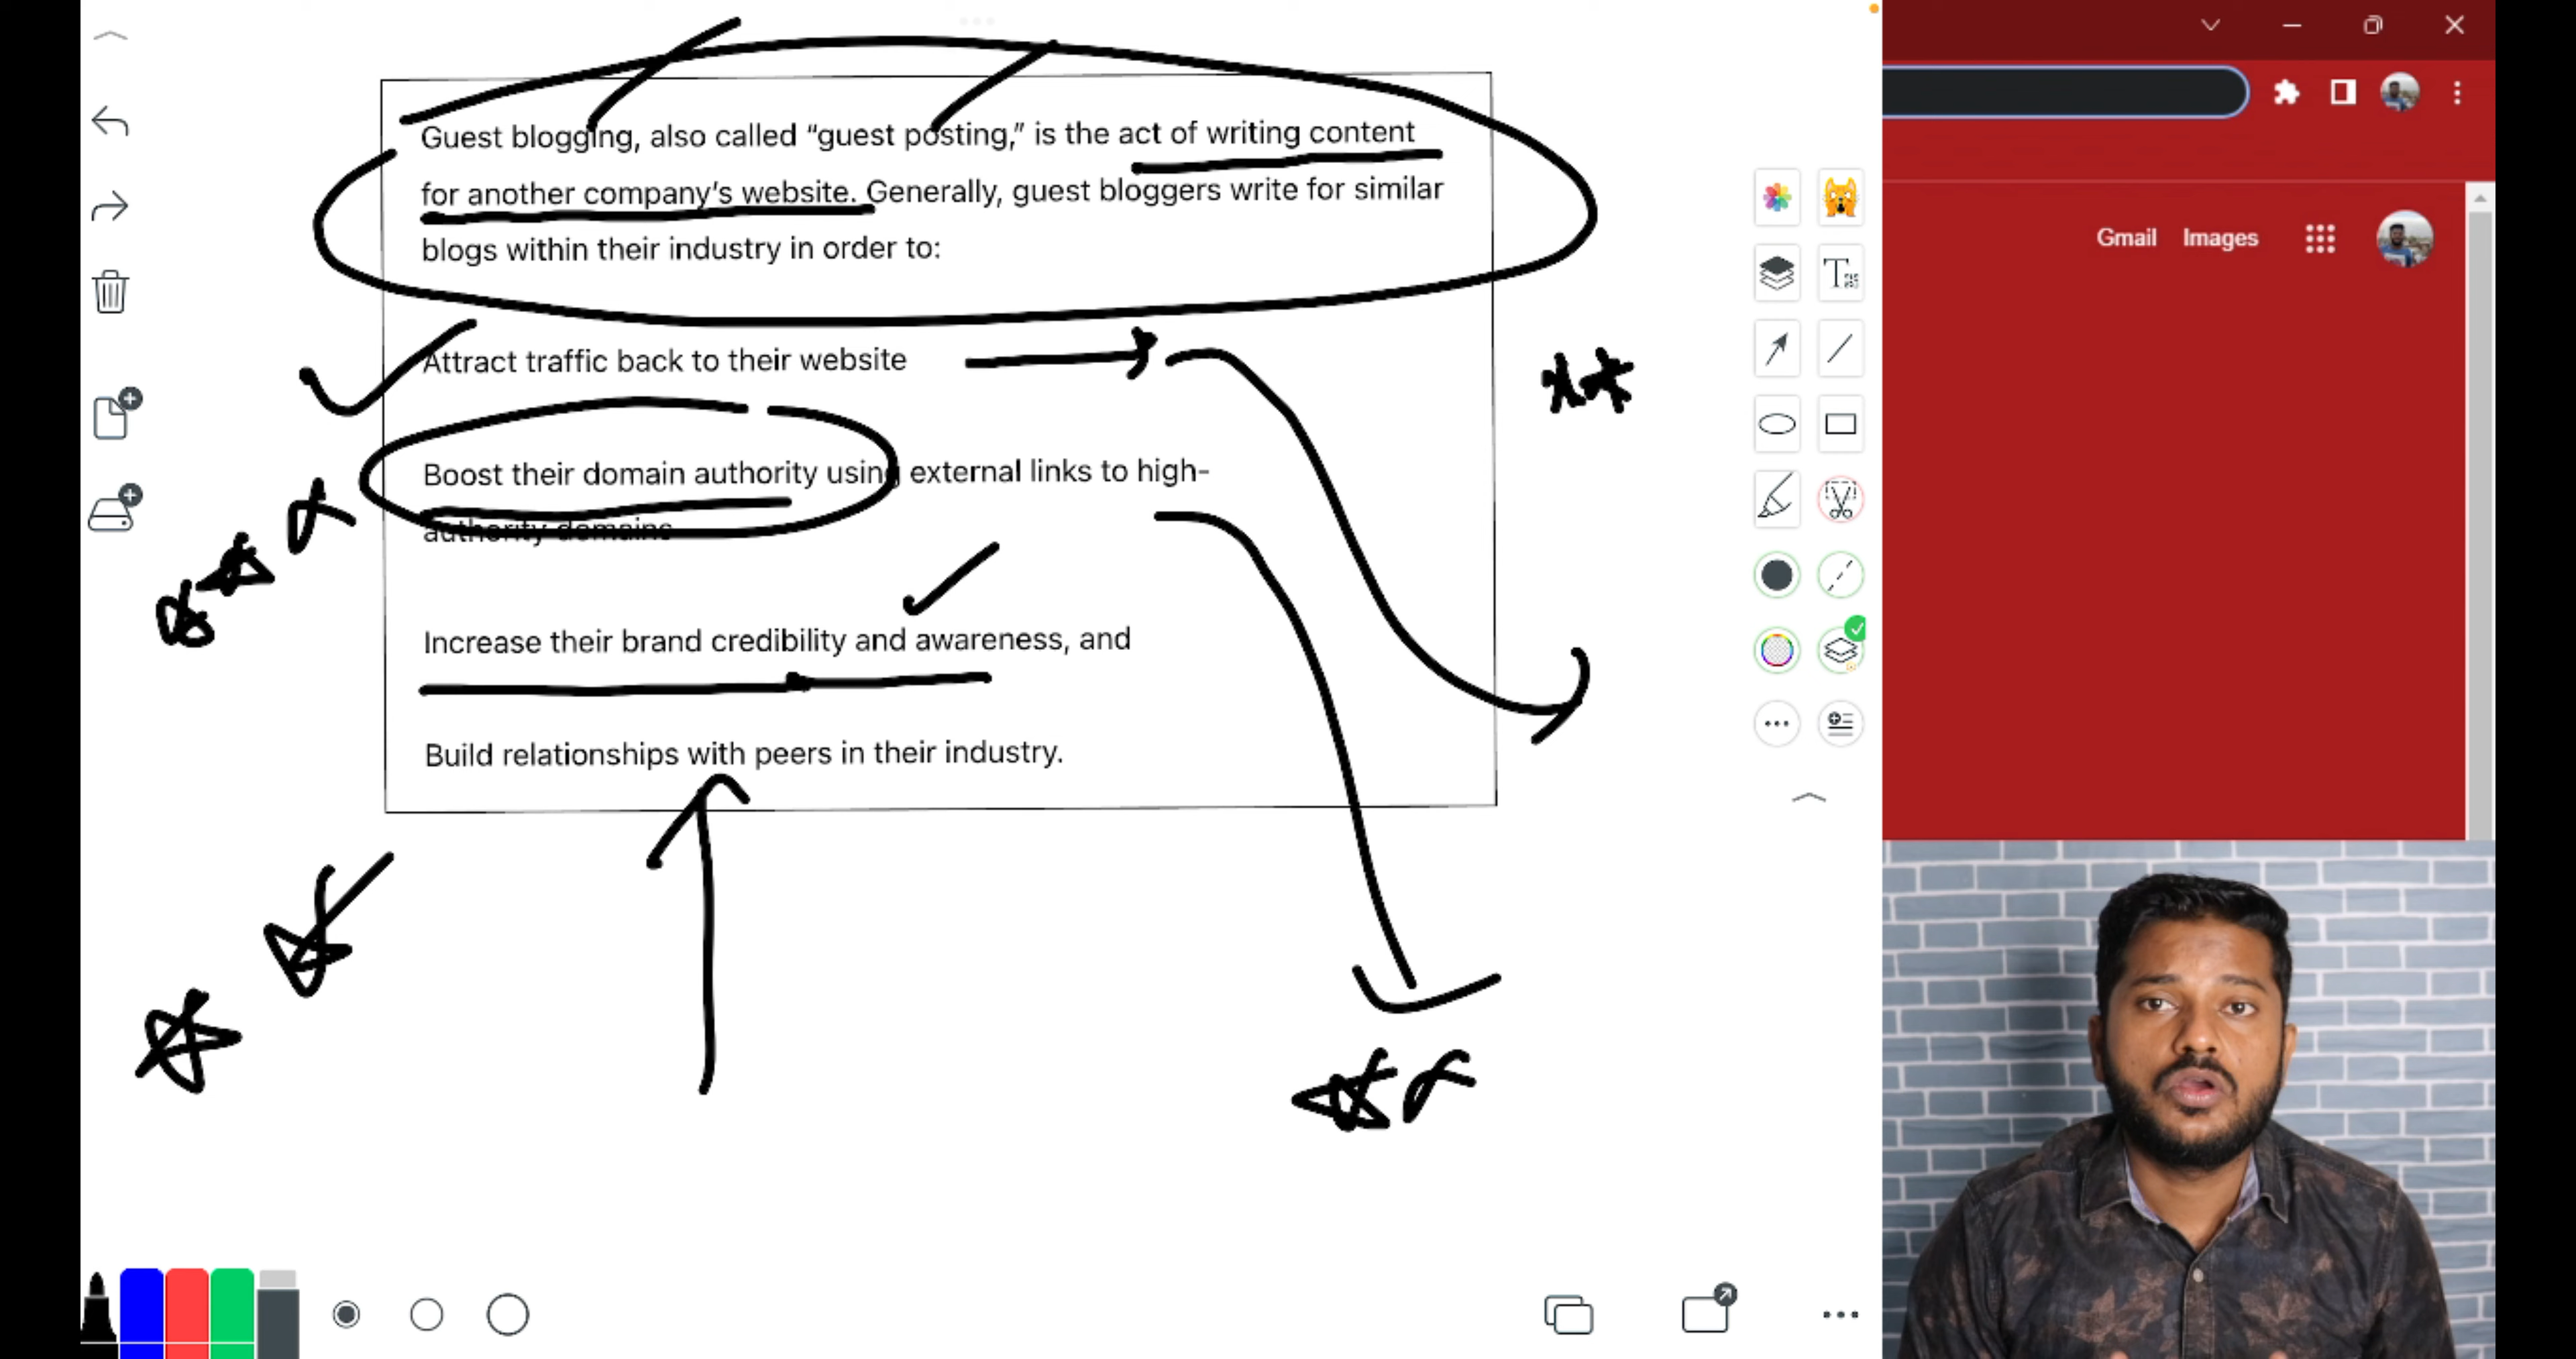 Guest blogging, also called “guest posting,” is the act of writing content
for another company’s website. Generally, guest bloggers write for similar
blogs within their industry in order to:
Attract traffic back to their website
Boost their domain authority using external links to high-
authority domains
Increase their brand credibility and awareness, and
Build relationships with peers in their industry.
Gmail Images